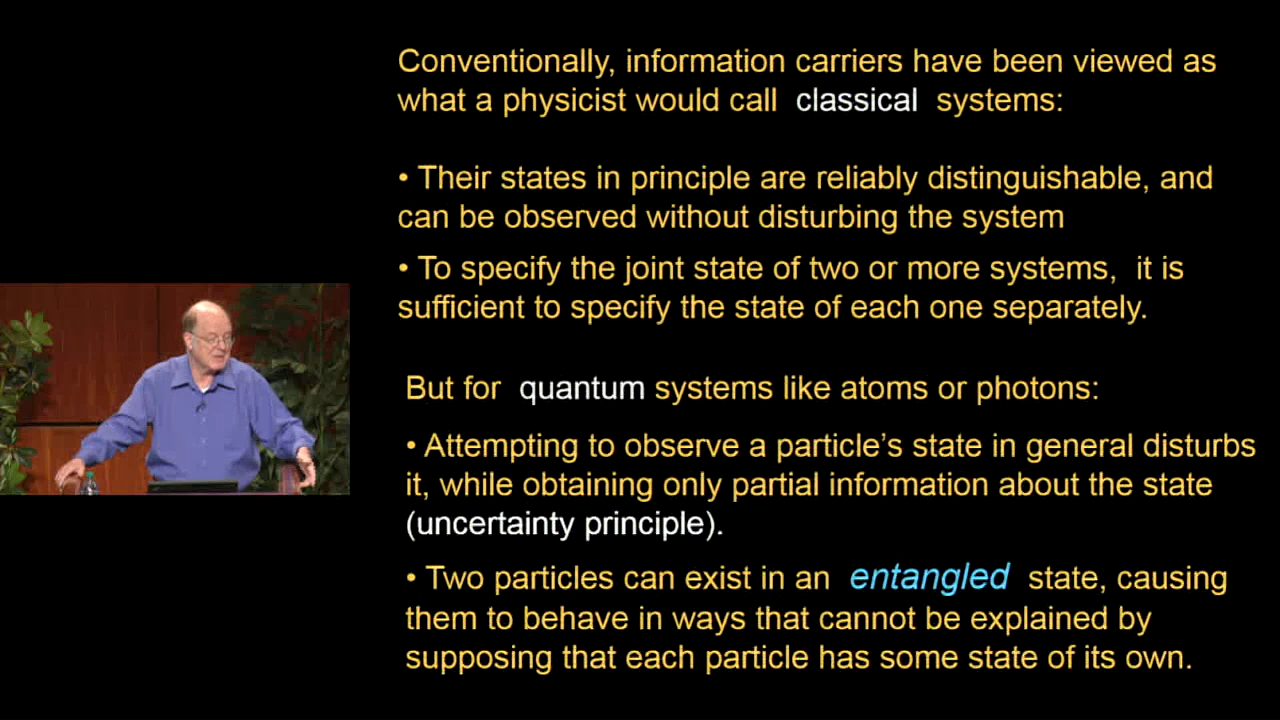 Conventionally, information carriers have been viewed as
what a physicist would call classical systems:
• Their states in principle are reliably distinguishable, and
can be observed without disturbing the system
• To specify the joint state of two or more systems, it is
sufficient to specify the state of each one separately.
But for quantum systems like atoms or photons:
• Attempting to observe a particle’s state in general disturbs
it, while obtaining only partial information about the state
(uncertainty principle).
• Two particles can exist in an entangled state, causing
them to behave in ways that cannot be explained by
supposing that each particle has some state of its own.